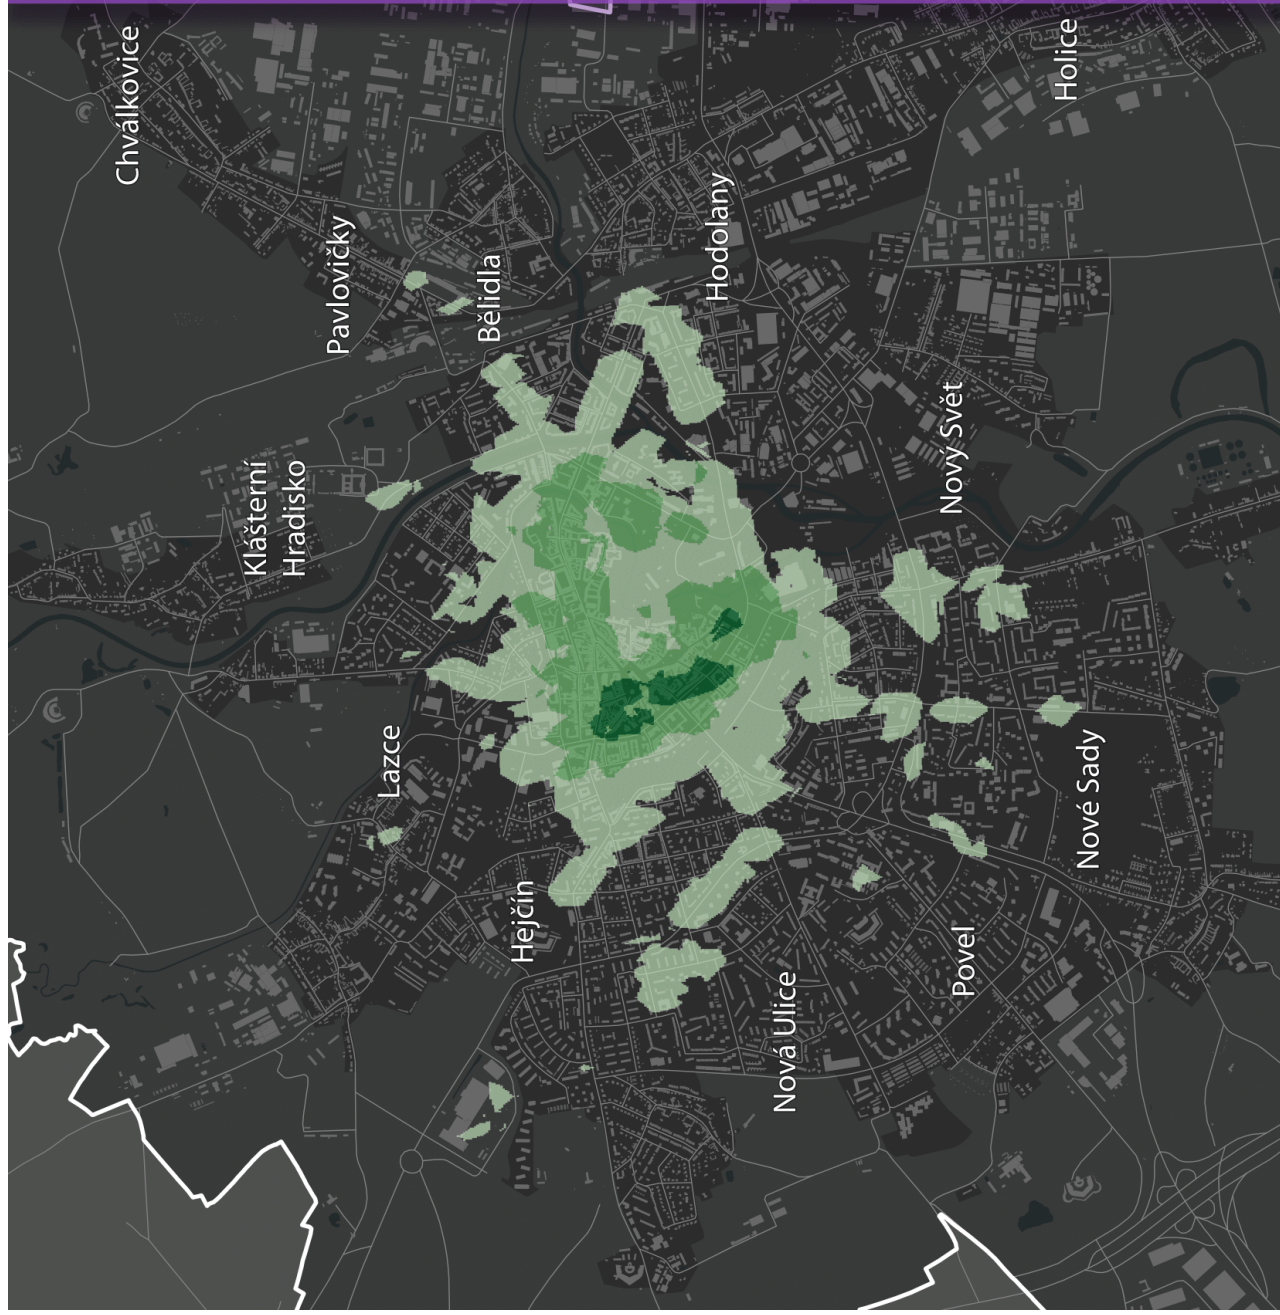 Chválkovice
Pavlovičky
Bělidla
Klášterní
Hradisko
Hodolany
Holice
Nový Svět
Lazce
Hejčín
Nová Ulice
Povel
Nové Sady